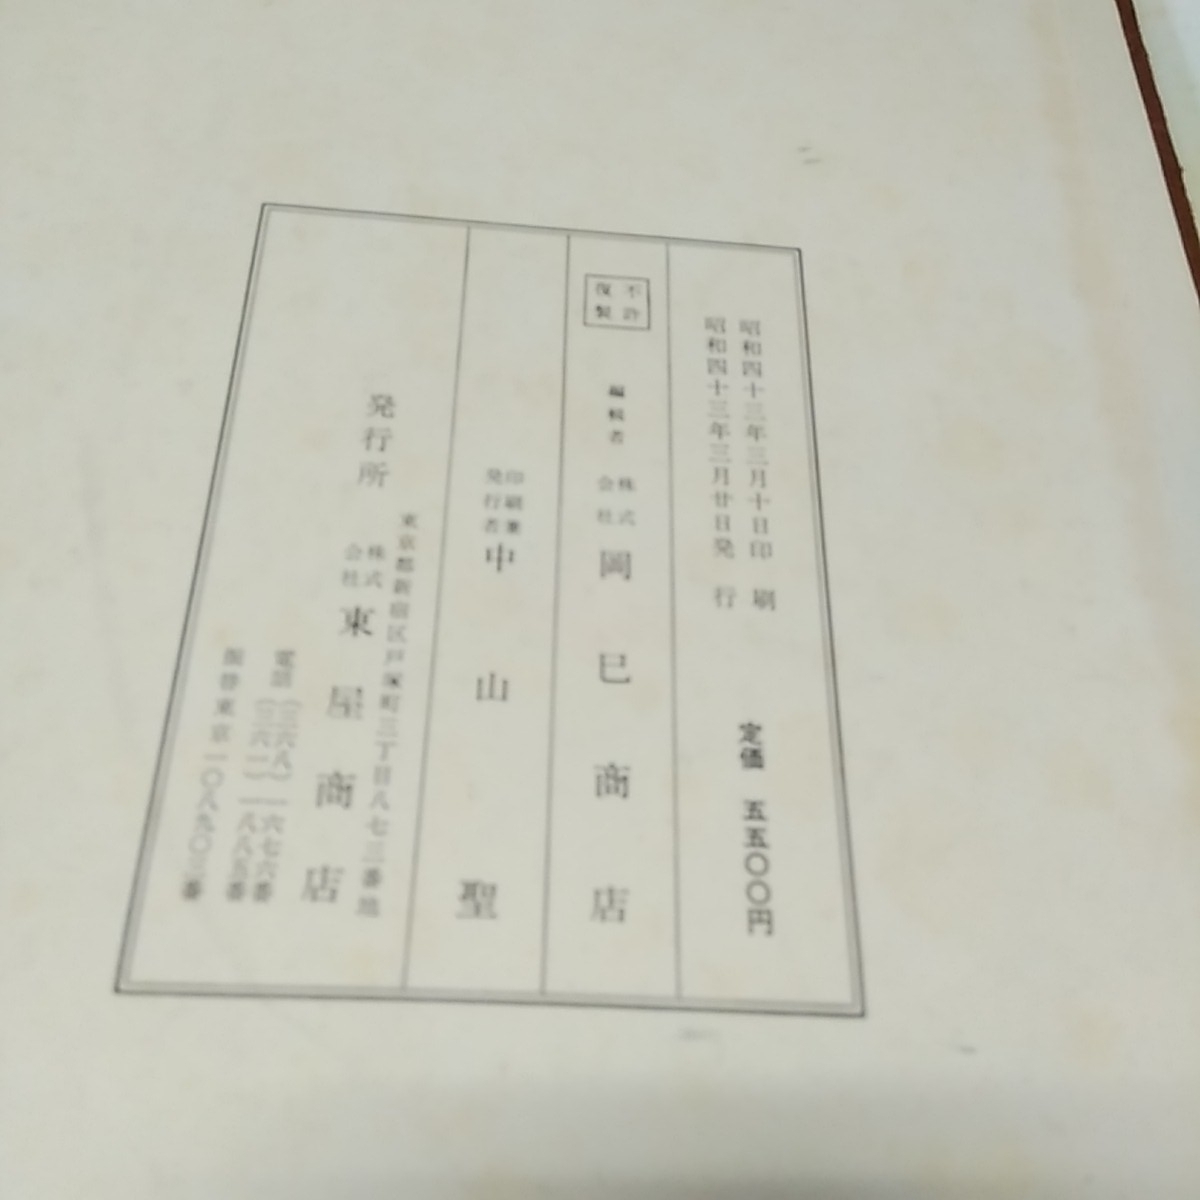 昭和四十三年三月十日印刷
昭和四十三年三月廿日発行
定価 五五〇〇円
不許
復製
編輯者 株式会社 岡巳商店
印刷兼発行者 中山聖
東京都新宿区戸塚町三丁目八七三番地
発行所 株式会社 東屋商店
電話(三六八)一六七六番
(三六一)一八八五番
振替東京一〇八九〇三番